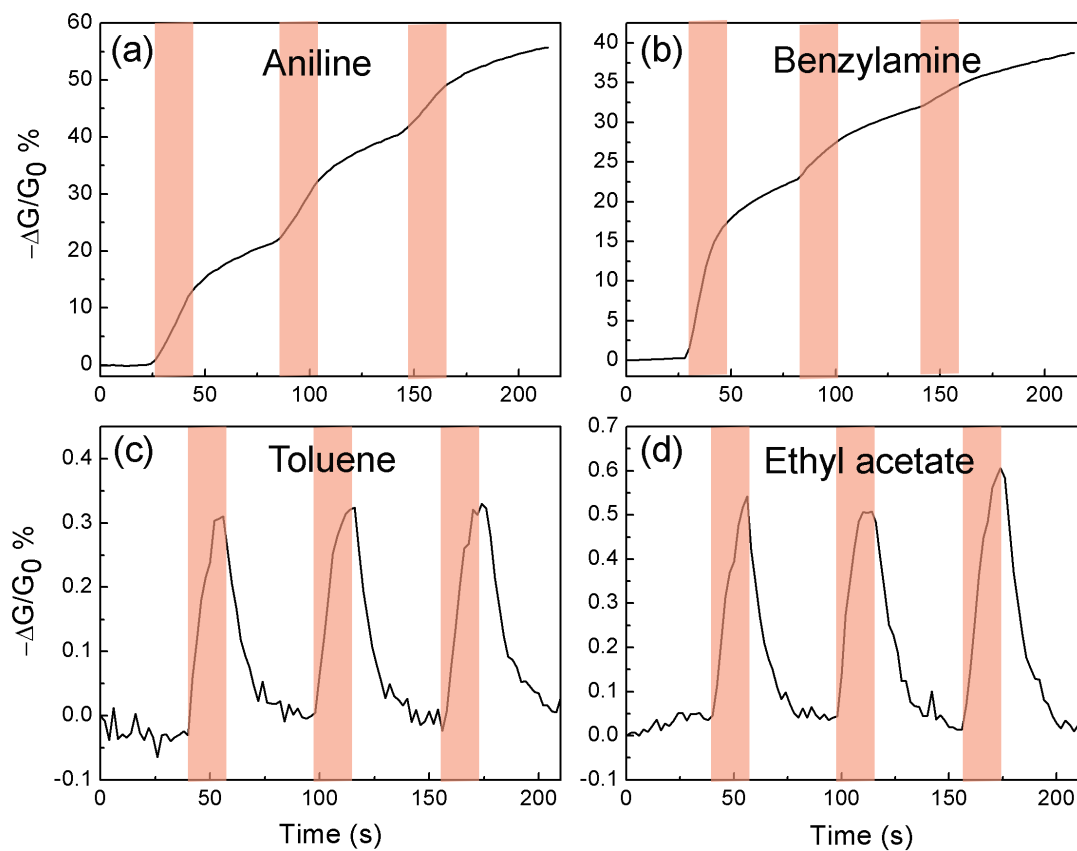 (a) Aniline
60
50
40
30
20
10
0
−ΔG/G0 %
0 50 100 150 200
(b) Benzylamine
40
35
30
25
20
15
10
5
0
0 50 100 150 200
(c) Toluene
0.4
0.3
0.2
0.1
0.0
-0.1
−ΔG/G0 %
0 50 100 150 200
Time (s)
(d) Ethyl acetate
0.7
0.6
0.5
0.4
0.3
0.2
0.1
0.0
-0.1
0 50 100 150 200
Time (s)